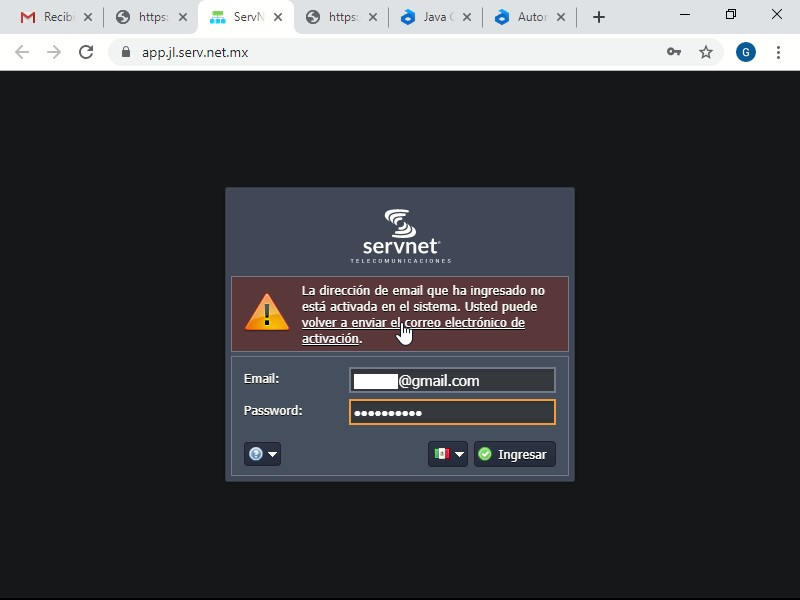 Recib
https:
ServN
https:
Java C
Autor
app.jl.serv.net.mx
G
servnet
TELECOMUNICACIONES
La dirección de email que ha ingresado no
está activada en el sistema. Usted puede
volver a enviar el correo electrónico de
activación.
Email:
@gmail.com
Password:
Ingresar